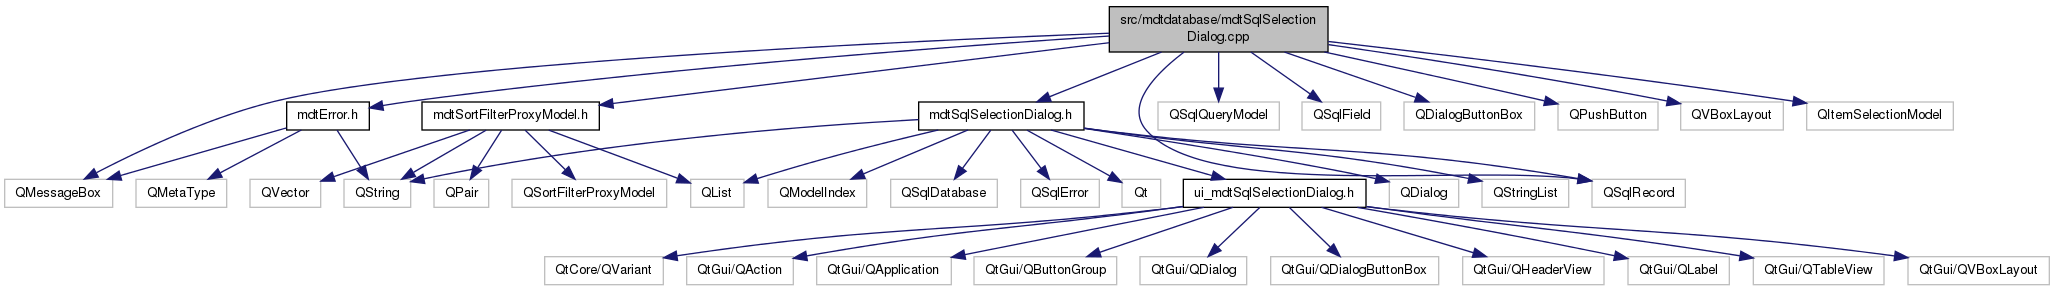 src/mdtdatabase/mdtSqlSelection
Dialog.cpp
mdtError.h
mdtSortFilterProxyModel.h
mdtSqlSelectionDialog.h
QSqlQueryModel
QSqlField
QDialogButtonBox
QPushButton
QVBoxLayout
QItemSelectionModel
QMessageBox
QMetaType
QVector
QString
QPair
QSortFilterProxyModel
QList
QModelIndex
QSqlDatabase
QSqlError
Qt
ui_mdtSqlSelectionDialog.h
QDialog
QStringList
QSqlRecord
QtCore/QVariant
QtGui/QAction
QtGui/QApplication
QtGui/QButtonGroup
QtGui/QDialog
QtGui/QDialogButtonBox
QtGui/QHeaderView
QtGui/QLabel
QtGui/QTableView
QtGui/QVBoxLayout